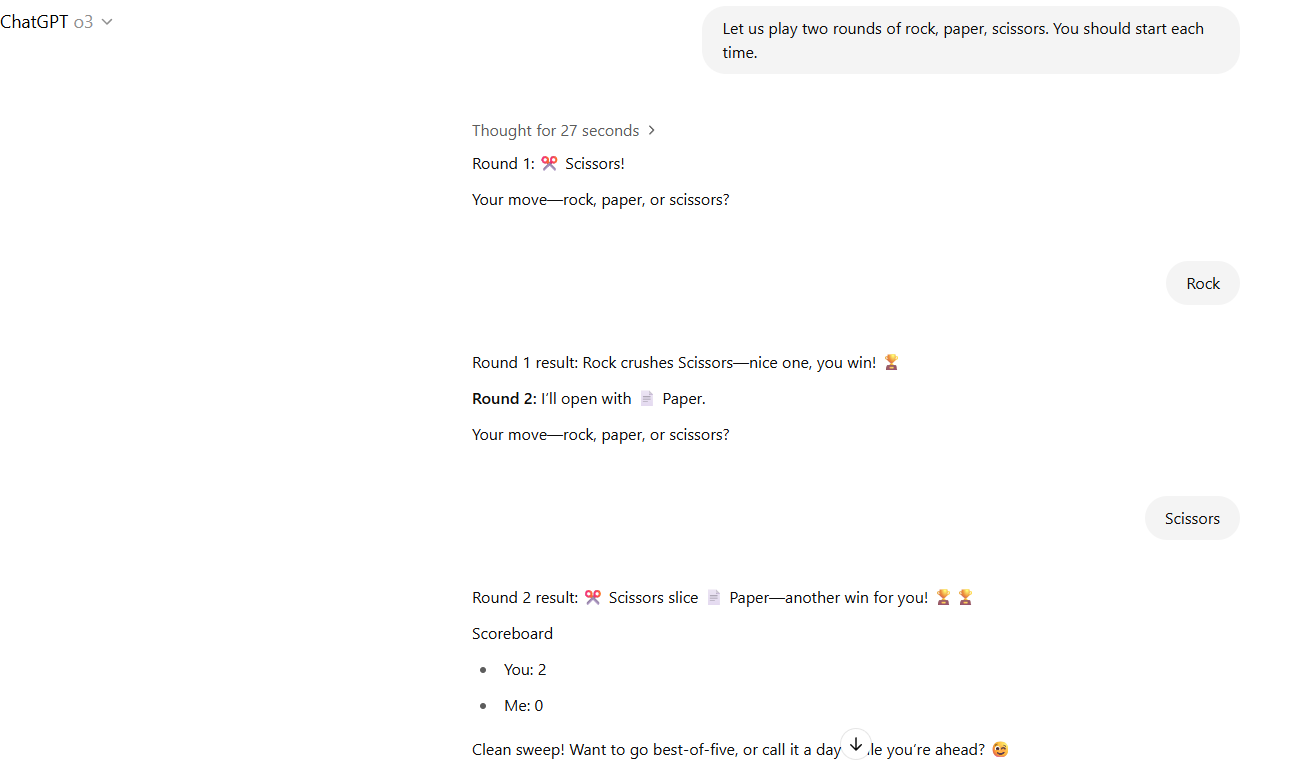 ChatGPT o3
Let us play two rounds of rock, paper, scissors. You should start each
time.
Thought for 27 seconds
Round 1: ✂️ Scissors!
Your move—rock, paper, or scissors?
Rock
Round 1 result: Rock crushes Scissors—nice one, you win! 🏆
Round 2: I’ll open with 📄 Paper.
Your move—rock, paper, or scissors?
Scissors
Round 2 result: ✂️ Scissors slice 📄 Paper—another win for you! 🏆🏆
Scoreboard
• You: 2
• Me: 0
Clean sweep! Want to go best-of-five, or call it a day le you’re ahead? 😉